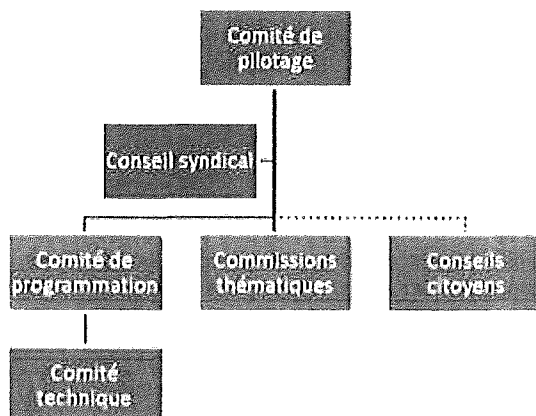 Comité de
pilotage
Conseil syndical
Comité de
programmation
Commissions
thématiques
Conseils
citoyens
Comité
technique